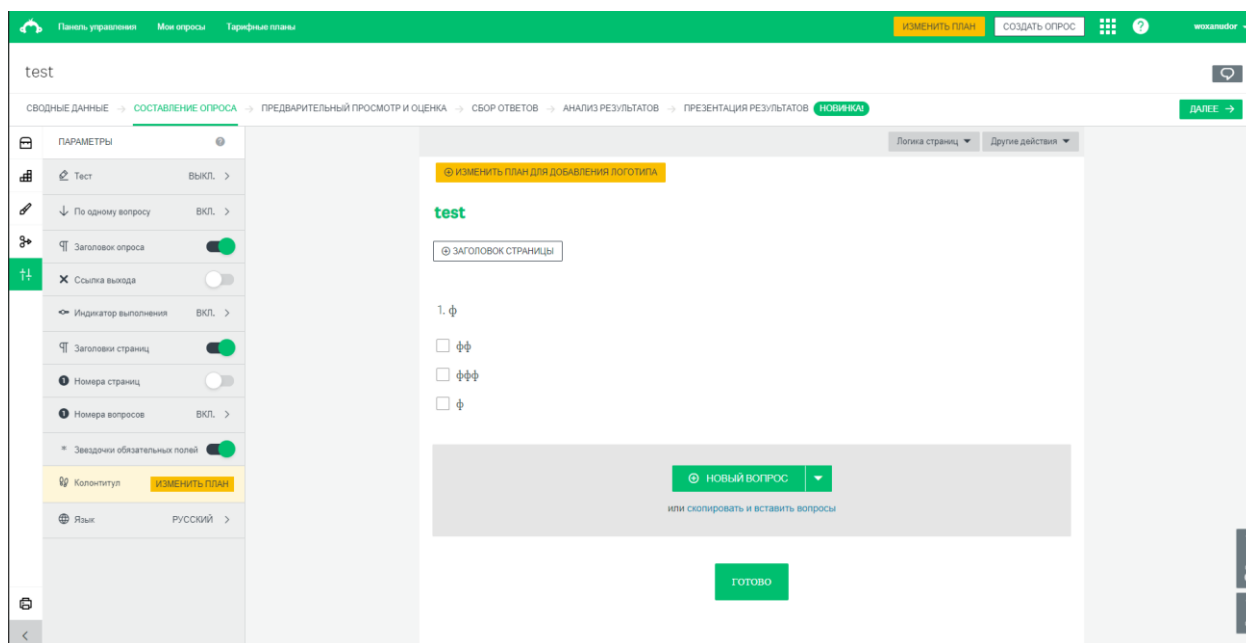 Панель управления Мои опросы Тарифные планы ИЗМЕНИТЬ ПЛАН СОЗДАТЬ ОПРОС ? woxanudor
test
СВОДНЫЕ ДАННЫЕ → СОСТАВЛЕНИЕ ОПРОСА → ПРЕДВАРИТЕЛЬНЫЙ ПРОСМОТР И ОЦЕНКА → СБОР ОТВЕТОВ → АНАЛИЗ РЕЗУЛЬТАТОВ → ПРЕЗЕНТАЦИЯ РЕЗУЛЬТАТОВ НОВИНКА! ДАЛЕЕ →
ПАРАМЕТРЫ
Тест ВЫКЛ.
По одному вопросу ВКЛ.
Заголовок опроса
Ссылка выхода
Индикатор выполнения ВКЛ.
Заголовки страниц
Номера страниц
Номера вопросов ВКЛ.
* Звездочки обязательных полей
Колонтитул ИЗМЕНИТЬ ПЛАН
Язык РУССКИЙ
Логика страниц Другие действия
ИЗМЕНИТЬ ПЛАН ДЛЯ ДОБАВЛЕНИЯ ЛОГОТИПА
test
ЗАГОЛОВОК СТРАНИЦЫ
1. ф
фф
ффф
ф
НОВЫЙ ВОПРОС
или скопировать и вставить вопросы
ГОТОВО